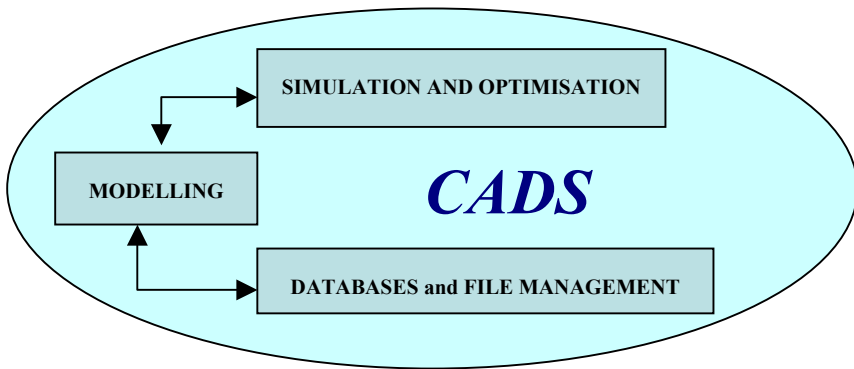 SIMULATION AND OPTIMISATION
MODELLING
CADS
DATABASES and FILE MANAGEMENT